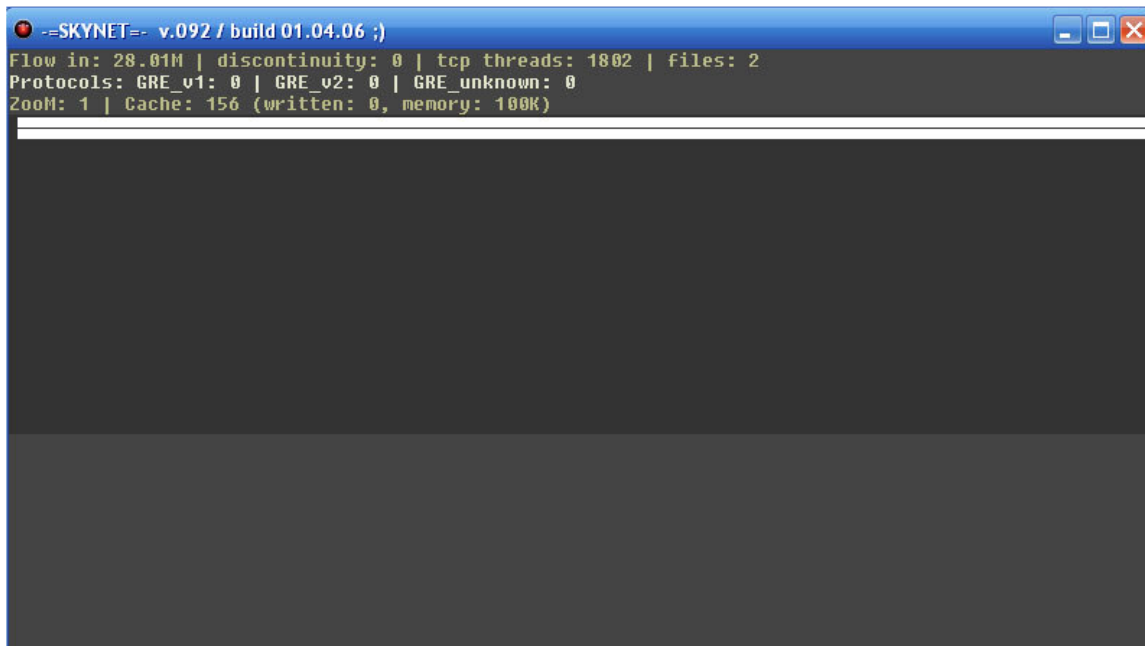 -=SKYNET=- v.092 / build 01.04.06 ;)
Flow in: 28.01M | discontinuity: 0 | tcp threads: 1802 | files: 2
Protocols: GRE_v1: 0 | GRE_v2: 0 | GRE_unknown: 0
ZooM: 1 | Cache: 156 (written: 0, memory: 100K)